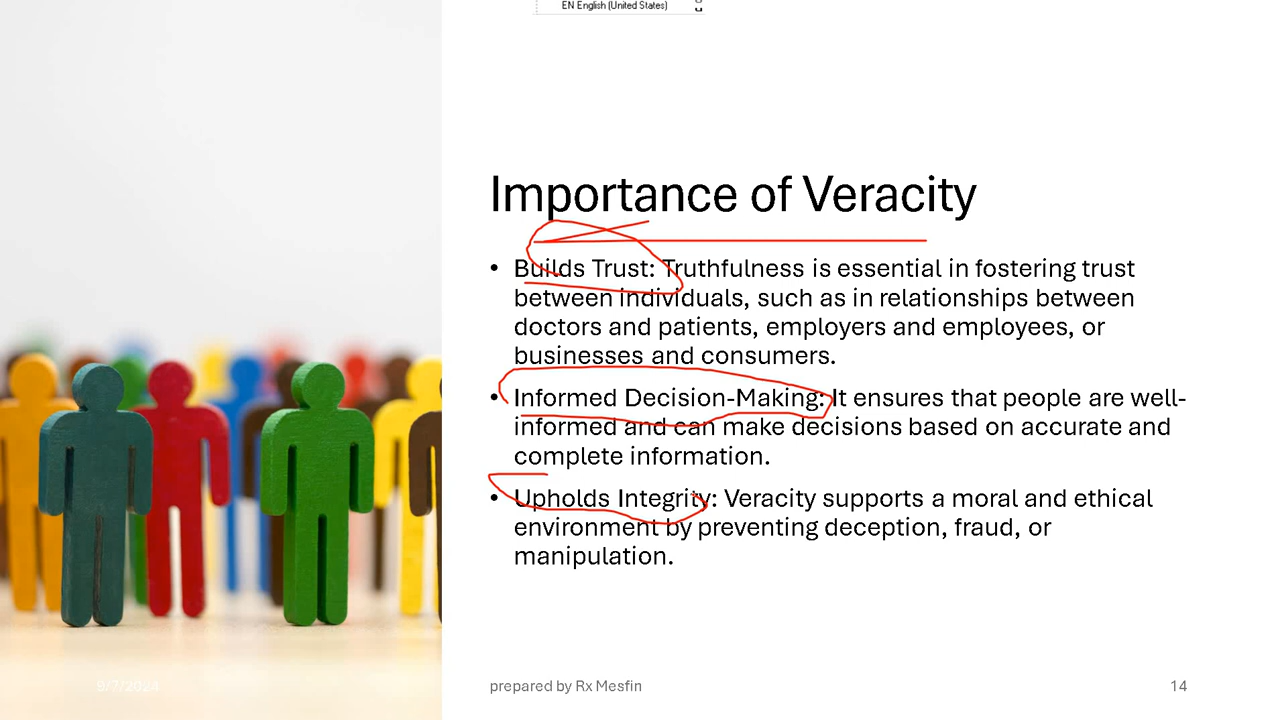 EN English (United States)
Importance of Veracity
• Builds Trust: Truthfulness is essential in fostering trust
between individuals, such as in relationships between
doctors and patients, employers and employees, or
businesses and consumers.
• Informed Decision-Making: It ensures that people are well-
informed and can make decisions based on accurate and
complete information.
• Upholds Integrity: Veracity supports a moral and ethical
environment by preventing deception, fraud, or
manipulation.
9/7/2024
prepared by Rx Mesfin
14